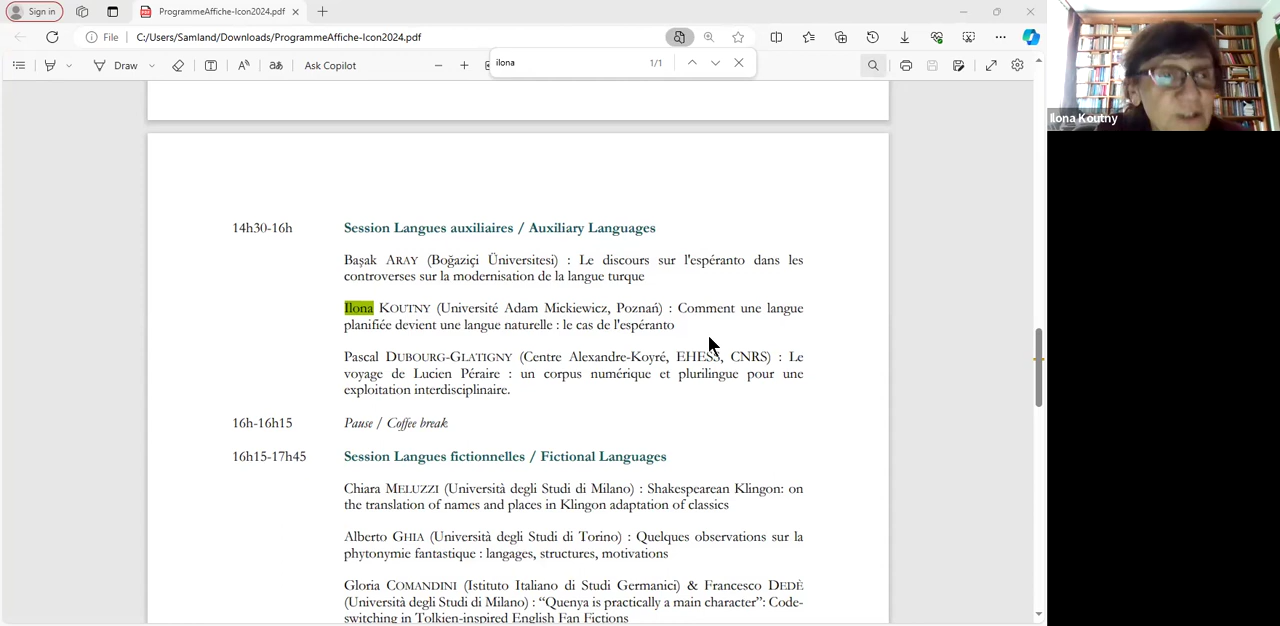 Sign in
ProgrammeAffiche-Icon2024.pdf
File
C:/Users/Samland/Downloads/ProgrammeAffiche-Icon2024.pdf
Draw
Ask Copilot
ilona
1/1
Ilona Koutny
14h30-16h Session Langues auxiliaires / Auxiliary Languages
Başak ARAY (Boğaziçi Üniversitesi) : Le discours sur l'espéranto dans les
controverses sur la modernisation de la langue turque
Ilona KOUTNY (Université Adam Mickiewicz, Poznań) : Comment une langue
planifiée devient une langue naturelle : le cas de l'espéranto
Pascal DUBOURG-GLATIGNY (Centre Alexandre-Koyré, EHESS, CNRS) : Le
voyage de Lucien Péraire : un corpus numérique et plurilingue pour une
exploitation interdisciplinaire.
16h-16h15 Pause / Coffee break
16h15-17h45 Session Langues fictionnelles / Fictional Languages
Chiara MELUZZI (Università degli Studi di Milano) : Shakespearean Klingon: on
the translation of names and places in Klingon adaptation of classics
Alberto GHIA (Università degli Studi di Torino) : Quelques observations sur la
phytonymie fantastique : langages, structures, motivations
Gloria COMANDINI (Istituto Italiano di Studi Germanici) & Francesco DEDÈ
(Università degli Studi di Milano) : “Quenya is practically a main character”: Code-
switching in Tolkien-inspired English Fan Fictions